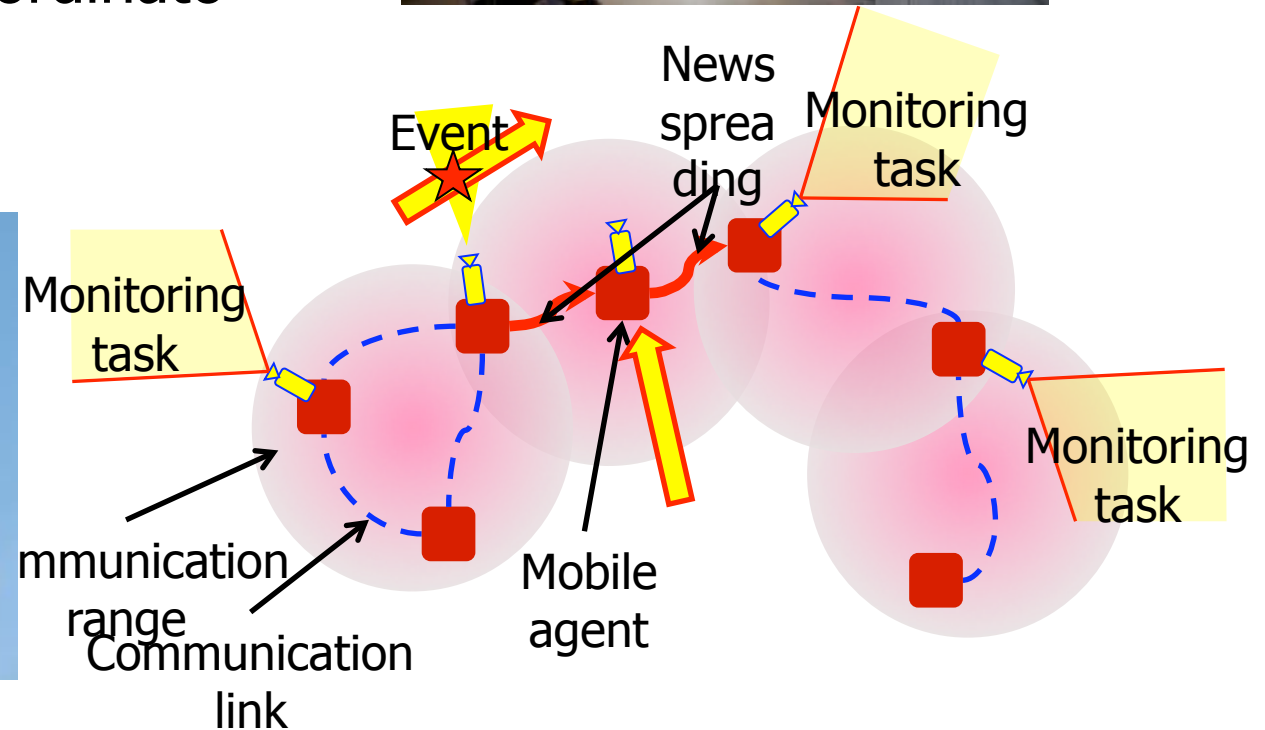 News
sprea
ding
Monitoring
task
Event
Monitoring
task
Monitoring
task
mmunication
range
Communication
link
Mobile
agent